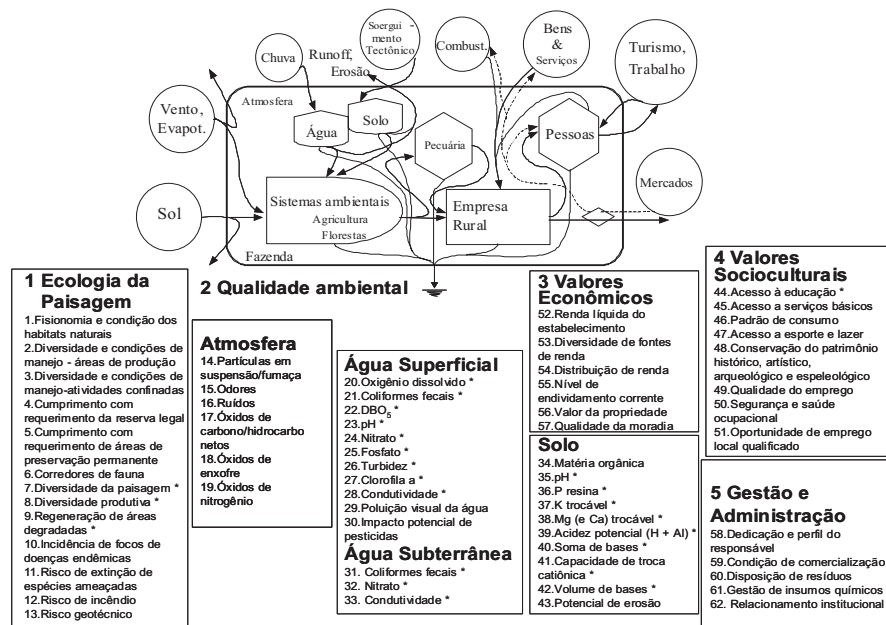 Soergui -
mento
Tectônico
Chuva
Runoff,
Erosão
Combust.
Bens
&
Serviços
Turismo,
Trabalho
Vento,
Evapot.
Atmosfera
Água
Solo
Pecuária
Pessoas
Sol
Sistemas ambientais
Agricultura
Florestas
Empresa
Rural
Mercados
Fazenda
1 Ecologia da
Paisagem
1.Fisionomia e condição dos
habitats naturais
2.Diversidade e condições de
manejo - áreas de produção
3.Diversidade e condições de
manejo-atividades confinadas
4.Cumprimento com
requerimento da reserva legal
5.Cumprimento com
requerimento de áreas de
preservação permanente
6.Corredores de fauna
7.Diversidade da paisagem *
8.Diversidade produtiva *
9.Regeneração de áreas
degradadas *
10.Incidência de focos de
doenças endêmicas
11.Risco de extinção de
espécies ameaçadas
12.Risco de incêndio
13.Risco geotécnico
2 Qualidade ambiental
Atmosfera
14.Partículas em
suspensão/fumaça
15.Odores
16.Ruídos
17.Óxidos de
carbono/hidrocarbo
netos
18.Óxidos de
enxofre
19.Óxidos de
nitrogênio
Água Superficial
20.Oxigênio dissolvido *
21.Coliformes fecais *
22.DBO5 *
23.pH *
24.Nitrato *
25.Fosfato *
26.Turbidez *
27.Clorofila a *
28.Condutividade *
29.Poluição visual da água
30.Impacto potencial de
pesticidas
Água Subterrânea
31. Coliformes fecais *
32. Nitrato *
33. Condutividade *
3 Valores
Econômicos
52.Renda líquida do
estabelecimento
53.Diversidade de fontes
de renda
54.Distribuição de renda
55.Nível de
endividamento corrente
56.Valor da propriedade
57.Qualidade da moradia
Solo
34.Matéria orgânica
35.pH *
36.P resina *
37.K trocável *
38.Mg (e Ca) trocável *
39.Acidez potencial (H + Al) *
40.Soma de bases *
41.Capacidade de troca
catiônica *
42.Volume de bases *
43.Potencial de erosão
4 Valores
Socioculturais
44.Acesso à educação *
45.Acesso a serviços básicos
46.Padrão de consumo
47.Acesso a esporte e lazer
48.Conservação do patrimônio
histórico, artístico,
arqueológico e espeleológico
49.Qualidade do emprego
50.Segurança e saúde
ocupacional
51.Oportunidade de emprego
local qualificado
5 Gestão e
Administração
58.Dedicação e perfil do
responsável
59.Condição de comercialização
60.Disposição de resíduos
61.Gestão de insumos químicos
62. Relacionamento institucional